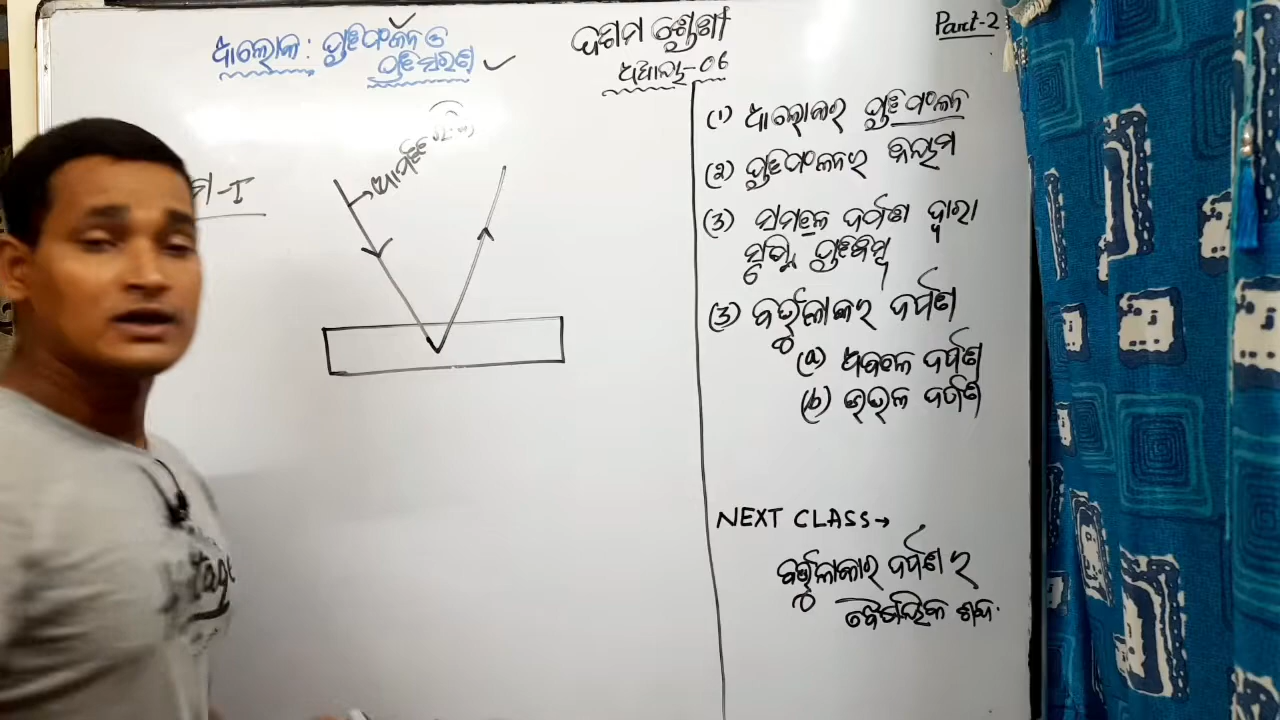 ଆଲୋକ: ପ୍ରତିଫଳନ ଓ
ପ୍ରତିସରଣ
ଦଶମ ଶ୍ରେଣୀ
ଅଧ୍ୟାୟ-06
Part-2
-I
ଆପତିତ
(1) ଆଲୋକର ପ୍ରତିଫଳନ
(2) ପ୍ରତିଫଳନର ନିୟମ
(3) ସମତଳ ଦର୍ପଣ ଦ୍ୱାରା
ସୃଷ୍ଟି ପ୍ରତିବିମ୍ବ
(3) ବର୍ତ୍ତୁଳାକାର ଦର୍ପଣ
(a) ଅବତଳ ଦର୍ପଣ
(b) ଉତ୍ତଳ ଦର୍ପଣ
NEXT CLASS→
ବର୍ତ୍ତୁଳାକାର ଦର୍ପଣ ର
ବୈଷୟିକ ଶବ୍ଦ